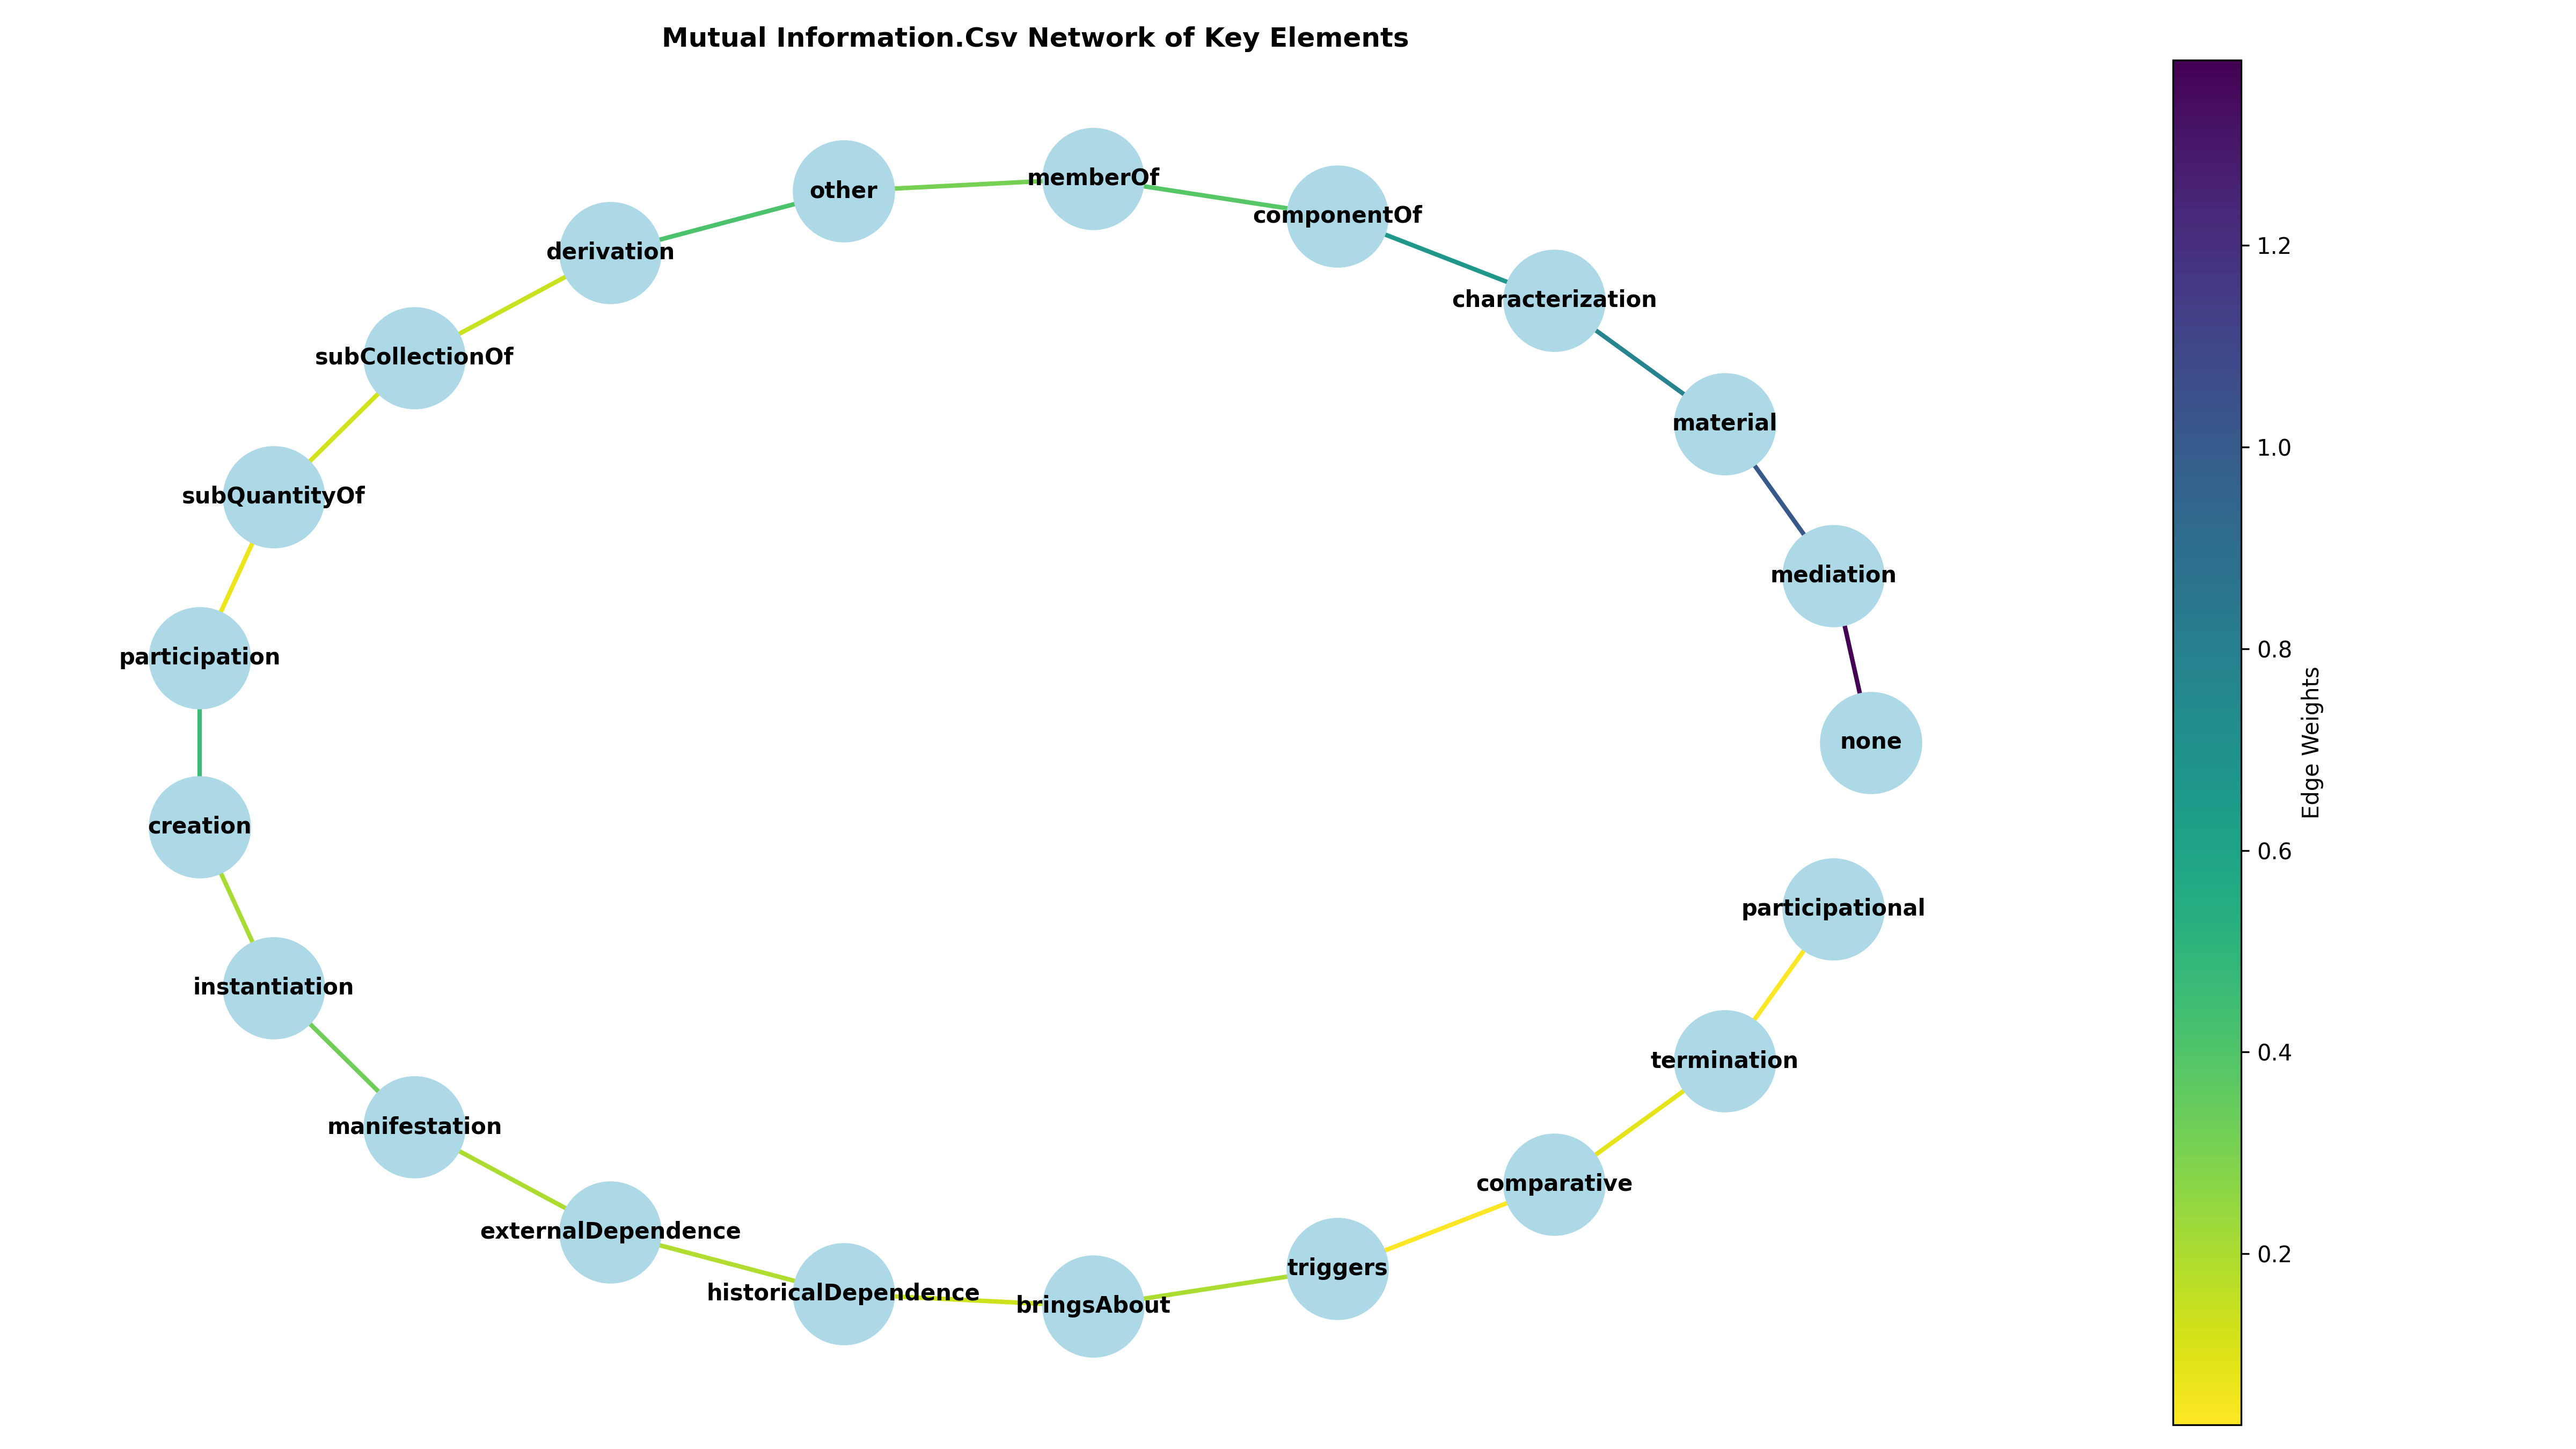 Mutual Information.Csv Network of Key Elements
memberOf
other
componentOf
derivation
characterization
subCollectionOf
material
subQuantityOf
mediation
participation
none
creation
participational
instantiation
termination
manifestation
comparative
externalDependence
triggers
historicalDependence
bringsAbout
1.2
1.0
0.8
0.6
0.4
0.2
Edge Weights